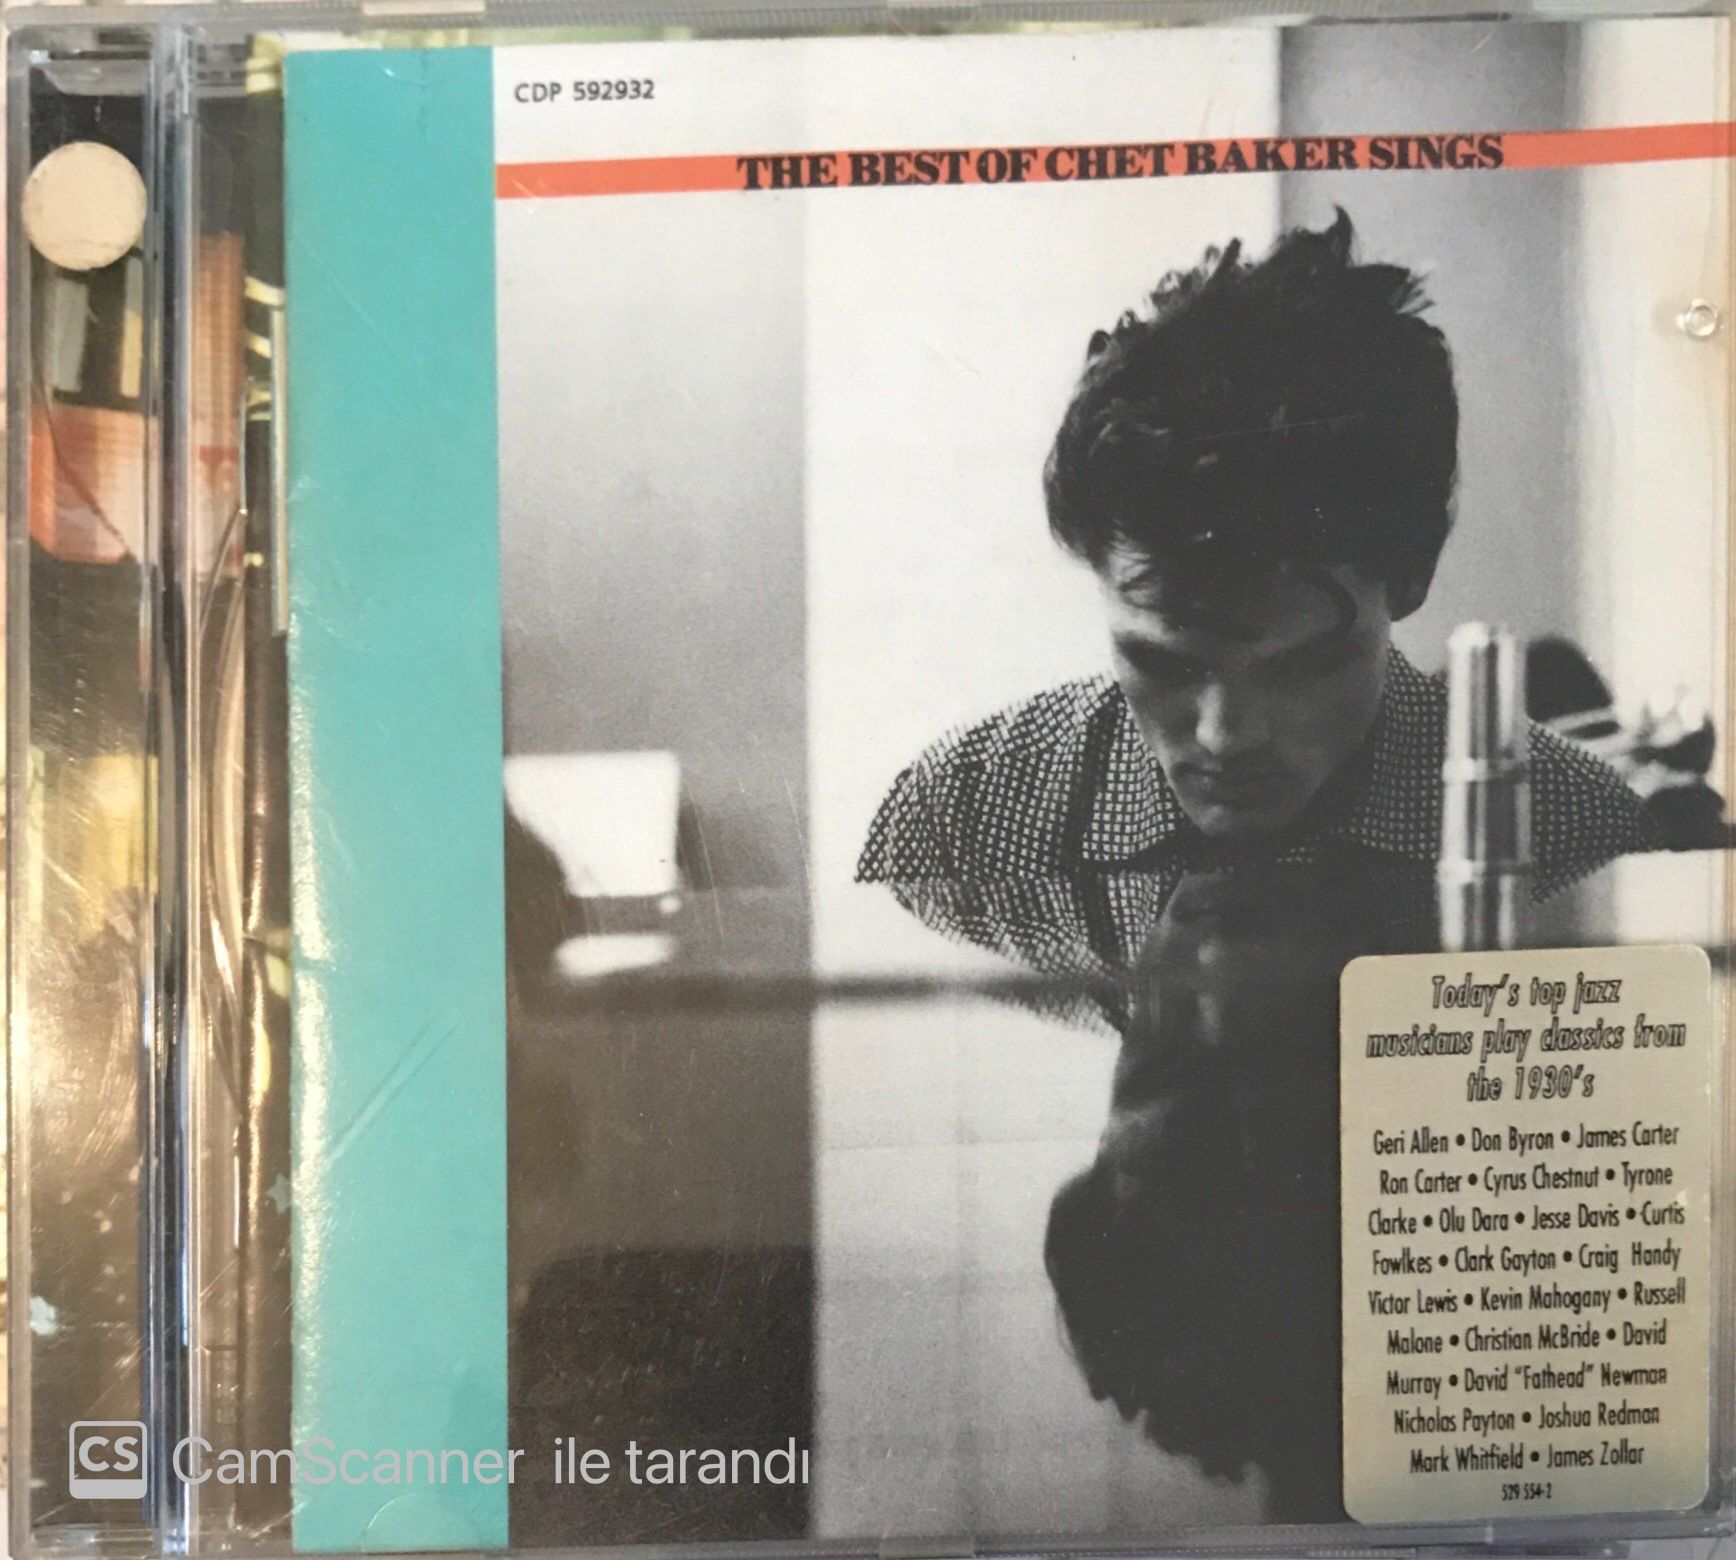 CDP 592932
THE BEST OF CHET BAKER SINGS
Today's top jazz
musicians play classics from
the 1930's
Geri Allen • Don Byron • James Carter
Ron Carter • Cyrus Chestnut • Tyrone
Clarke • Olu Dara • Jesse Davis • Curtis
Fowlkes • Clark Gayton • Craig Handy
Victor Lewis • Kevin Mahogany • Russell
Malone • Christian McBride • David
Murray • David "Fathead" Newman
Nicholas Payton • Joshua Redman
Mark Whitfield • James Zollar
529 554-2
CS CamScanner ile tarandı